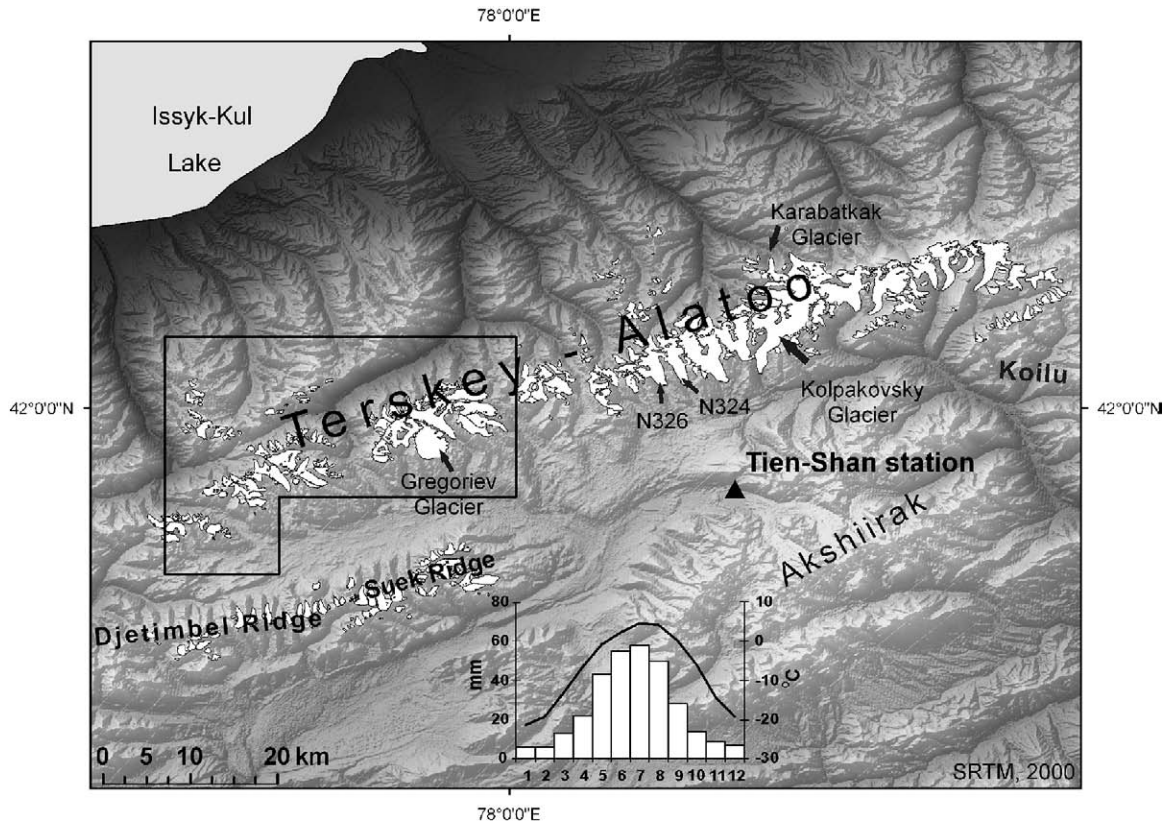 78°0'0"E
Issyk-Kul
Lake
Karabatkak
Glacier
Terskey - Alatoo
Koilu
42°0'0"N
42°0'0"N
N326
N324
Kolpakovsky
Glacier
Tien-Shan station
Gregoriev
Glacier
Akshiirak
Suek Ridge
Djetimbel Ridge
80
60
40
20
0
mm
10
0
-10
-20
-30
°C
1 2 3 4 5 6 7 8 9 10 11 12
0 5 10 20 km
SRTM, 2000
78°0'0"E